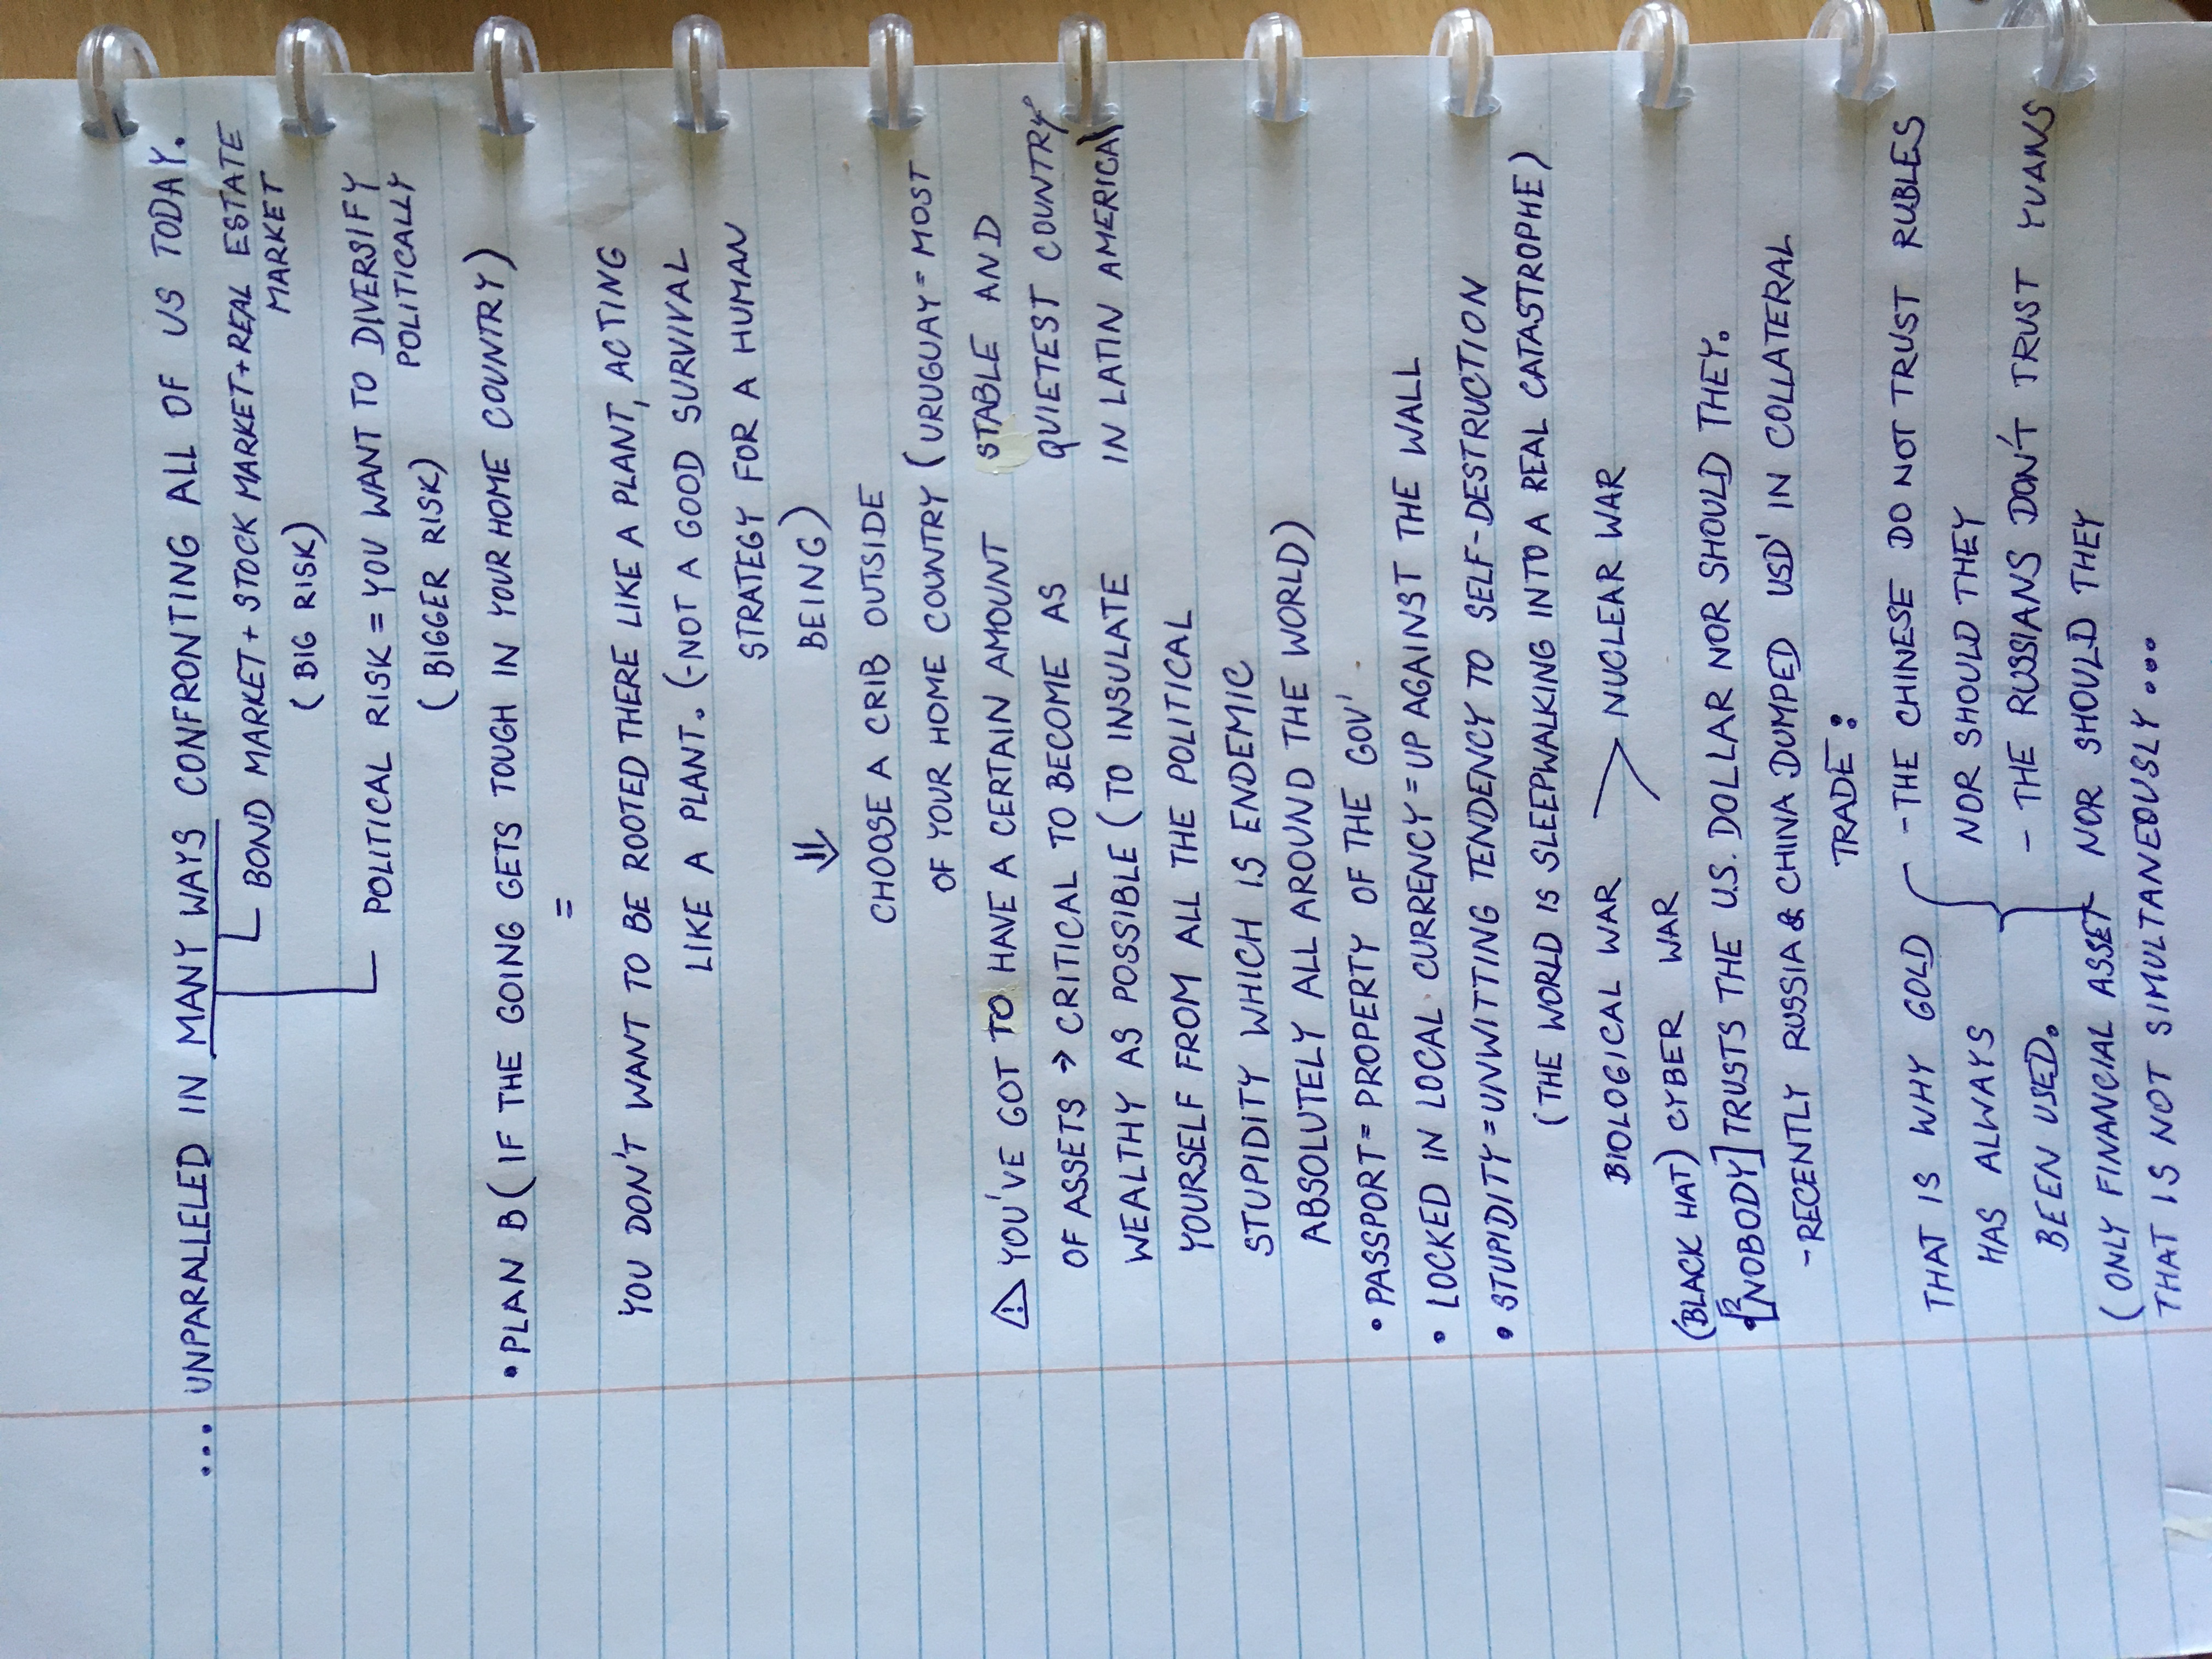 ... UNPARALLELED IN MANY WAYS CONFRONTING ALL OF US TODAY.
BOND MARKET + STOCK MARKET + REAL ESTATE
MARKET
(BIG RISK)
POLITICAL RISK = YOU WANT TO DIVERSIFY
POLITICALLY
(BIGGER RISK)
• PLAN B (IF THE GOING GETS TOUGH IN YOUR HOME COUNTRY)
=
YOU DON'T WANT TO BE ROOTED THERE LIKE A PLANT, ACTING
LIKE A PLANT. (-NOT A GOOD SURVIVAL
STRATEGY FOR A HUMAN
BEING)
⇓
CHOOSE A CRIB OUTSIDE
OF YOUR HOME COUNTRY (URUGUAY = MOST
STABLE AND
QUIETEST COUNTRY
IN LATIN AMERICA)
⚠ YOU'VE GOT TO HAVE A CERTAIN AMOUNT
OF ASSETS → CRITICAL TO BECOME AS
WEALTHY AS POSSIBLE (TO INSULATE
YOURSELF FROM ALL THE POLITICAL
STUPIDITY WHICH IS ENDEMIC
ABSOLUTELY ALL AROUND THE WORLD)
• PASSPORT = PROPERTY OF THE GOV'
• LOCKED IN LOCAL CURRENCY = UP AGAINST THE WALL
• STUPIDITY = UNWITTING TENDENCY TO SELF-DESTRUCTION
(THE WORLD IS SLEEPWALKING INTO A REAL CATASTROPHE)
BIOLOGICAL WAR > NUCLEAR WAR
(BLACK HAT) CYBER WAR
[NOBODY] TRUSTS THE U.S. DOLLAR NOR SHOULD THEY.
-RECENTLY RUSSIA & CHINA DUMPED USD' IN COLLATERAL
TRADE:
THAT IS WHY GOLD
HAS ALWAYS
BEEN USED.
- THE CHINESE DO NOT TRUST RUBLES
NOR SHOULD THEY
- THE RUSSIANS DON'T TRUST YUANS
NOR SHOULD THEY
(ONLY FINANCIAL ASSET
THAT IS NOT SIMULTANEOUSLY...